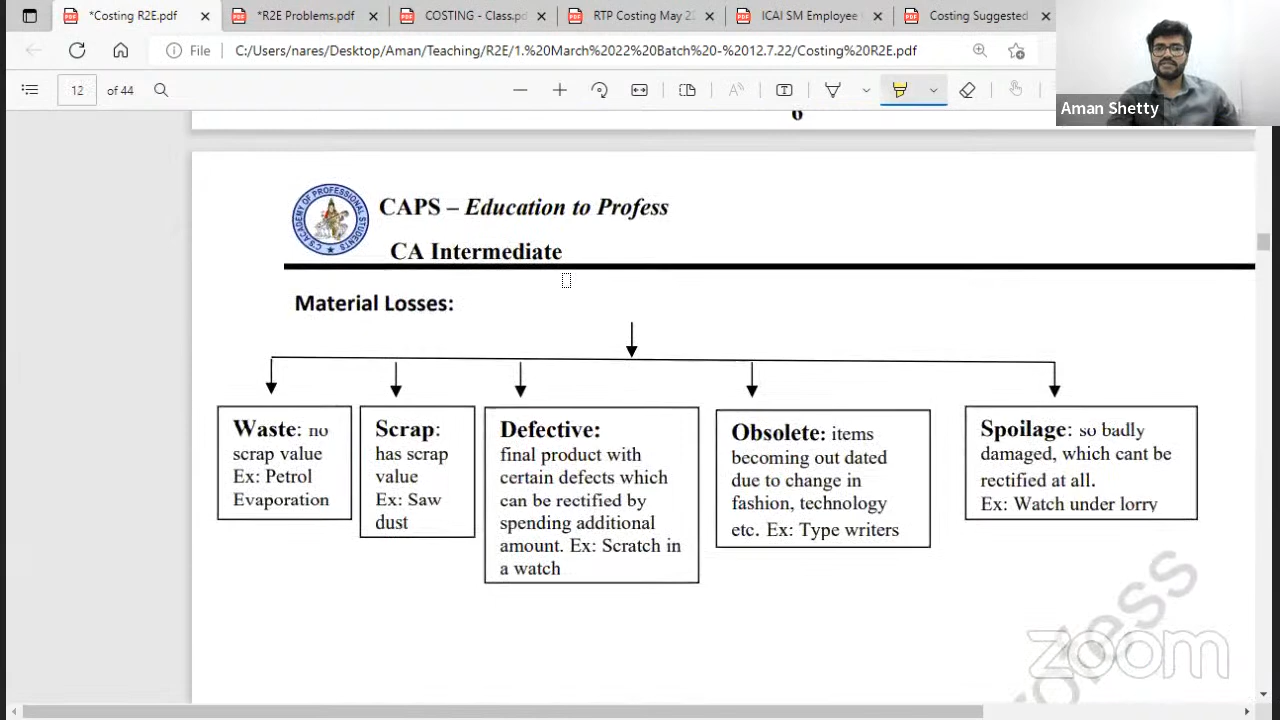 *Costing R2E.pdf
*R2E Problems.pdf
COSTING - Class.pd
RTP Costing May 2
ICAI SM Employee
Costing Suggested
File
C:/Users/nares/Desktop/Aman/Teaching/R2E/1.%20March%2022%20Batch%20-%2012.7.22/Costing%20R2E.pdf
12 of 44
Aman Shetty
6
C'S ACADEMY OF PROFESSIONAL STUDENTS
CAPS – Education to Profess
CA Intermediate
Material Losses:
Waste: no
scrap value
Ex: Petrol
Evaporation
Scrap:
has scrap
value
Ex: Saw
dust
Defective:
final product with
certain defects which
can be rectified by
spending additional
amount. Ex: Scratch in
a watch
Obsolete: items
becoming out dated
due to change in
fashion, technology
etc. Ex: Type writers
Spoilage: so badly
damaged, which cant be
rectified at all.
Ex: Watch under lorry
zoom